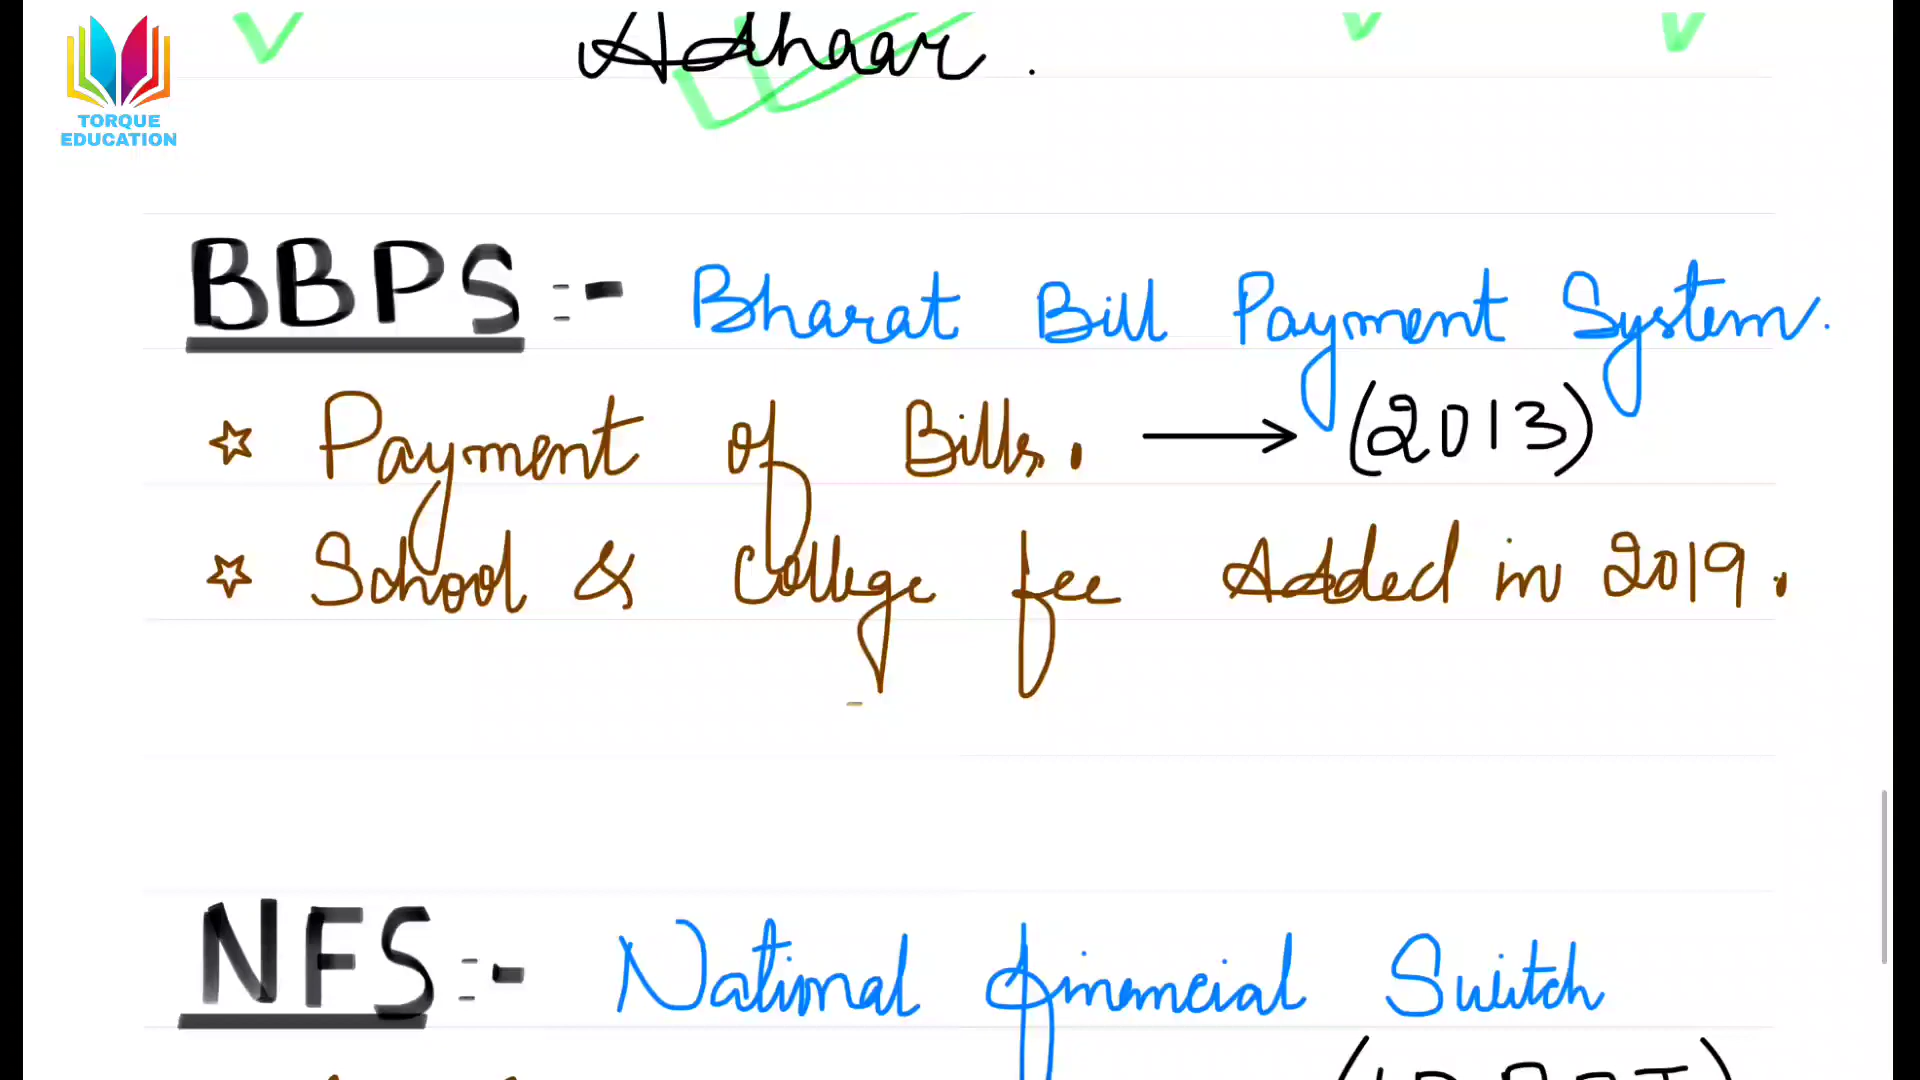 Adhaar.
TORQUE
EDUCATION
BBPS :- Bharat Bill Payment System.
☆ Payment of Bills. → (2013)
☆ School & College fee Added in 2019.
NFS :- National financial Switch